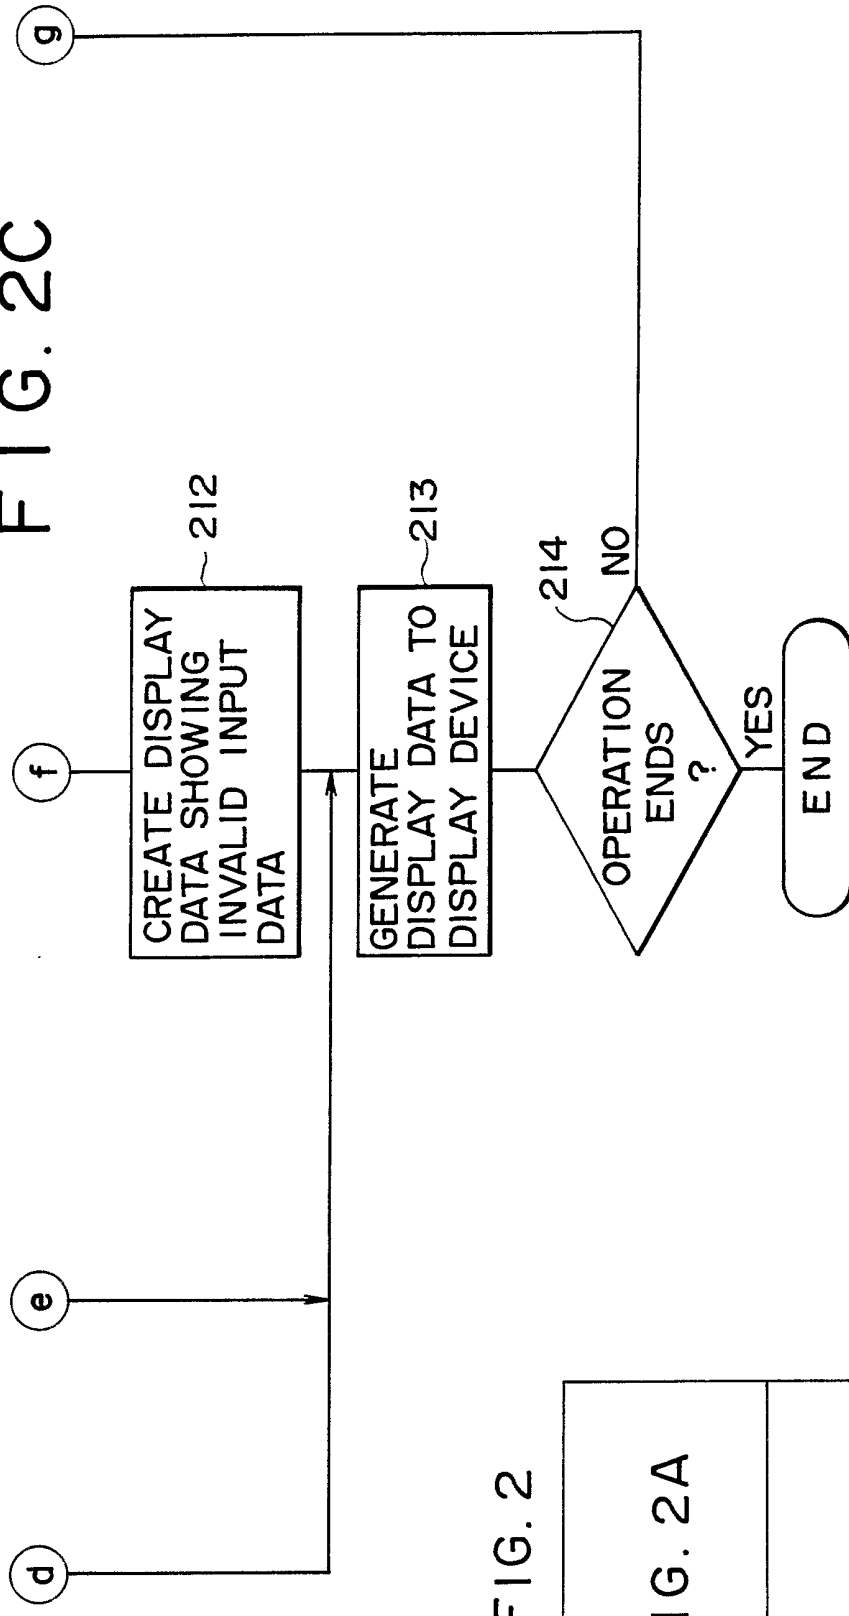 FIG. 2C
d
e
f
g
CREATE DISPLAY
DATA SHOWING
INVALID INPUT
DATA
212
GENERATE
DISPLAY DATA TO
DISPLAY DEVICE
213
214
OPERATION
ENDS
?
NO
YES
END
FIG. 2
IG. 2A